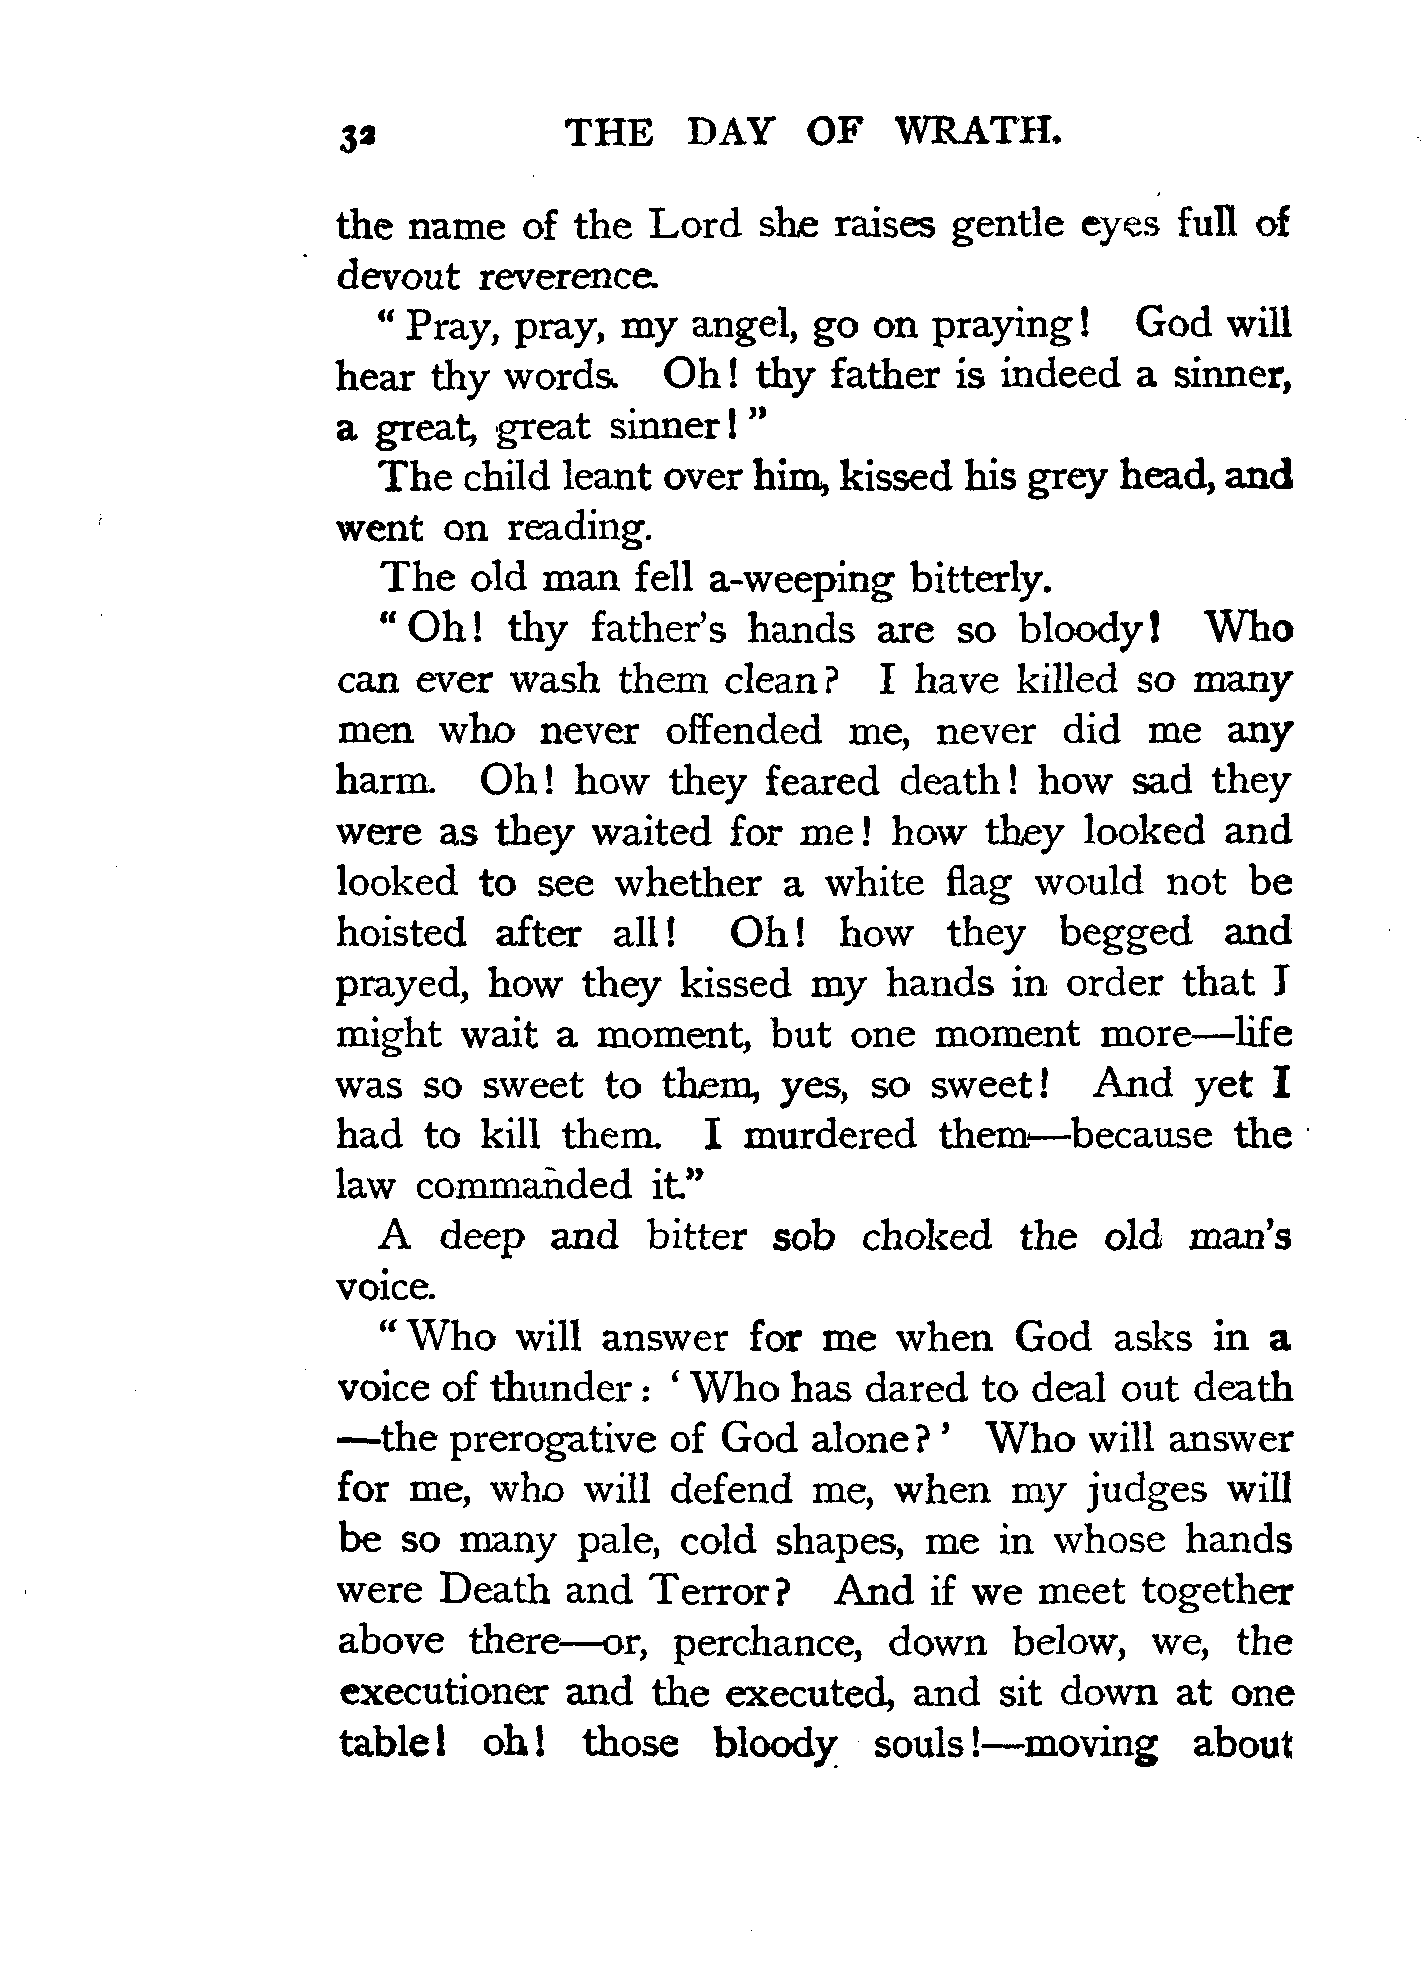 32 THE DAY OF WRATH.
the name of the Lord she raises gentle eyes full of
devout reverence.
" Pray, pray, my angel, go on praying! God will
hear thy words. Oh! thy father is indeed a sinner,
a great, great sinner!"
The child leant over him, kissed his grey head, and
went on reading.
The old man fell a-weeping bitterly.
"Oh! thy father's hands are so bloody! Who
can ever wash them clean? I have killed so many
men who never offended me, never did me any
harm. Oh! how they feared death! how sad they
were as they waited for me! how they looked and
looked to see whether a white flag would not be
hoisted after all! Oh! how they begged and
prayed, how they kissed my hands in order that I
might wait a moment, but one moment more—life
was so sweet to them, yes, so sweet! And yet I
had to kill them. I murdered them—because the
law commanded it."
A deep and bitter sob choked the old man's
voice.
"Who will answer for me when God asks in a
voice of thunder: 'Who has dared to deal out death
—the prerogative of God alone?' Who will answer
for me, who will defend me, when my judges will
be so many pale, cold shapes, me in whose hands
were Death and Terror? And if we meet together
above there—or, perchance, down below, we, the
executioner and the executed, and sit down at one
table! oh! those bloody souls!—moving about